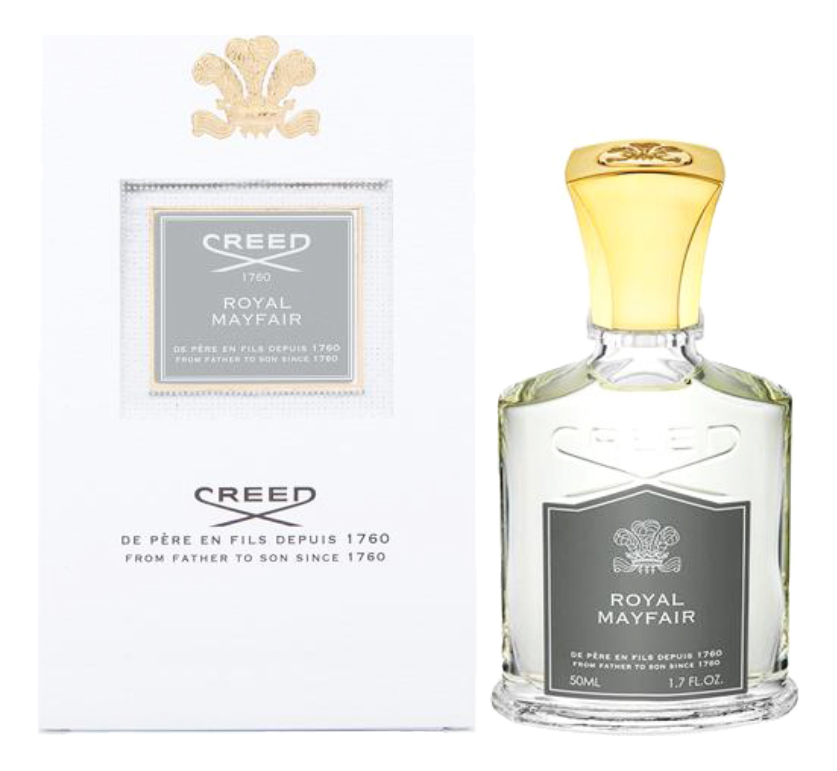 CREED
1760
ROYAL
MAYFAIR
DE PÈRE EN FILS DEPUIS 1760
FROM FATHER TO SON SINCE 1760
CREED
DE PÈRE EN FILS DEPUIS 1760
FROM FATHER TO SON SINCE 1760
CREED
ROYAL
MAYFAIR
DE PÈRE EN FILS DEPUIS 1760
FROM FATHER TO SON SINCE 1760
50ML 1.7 FL.OZ.